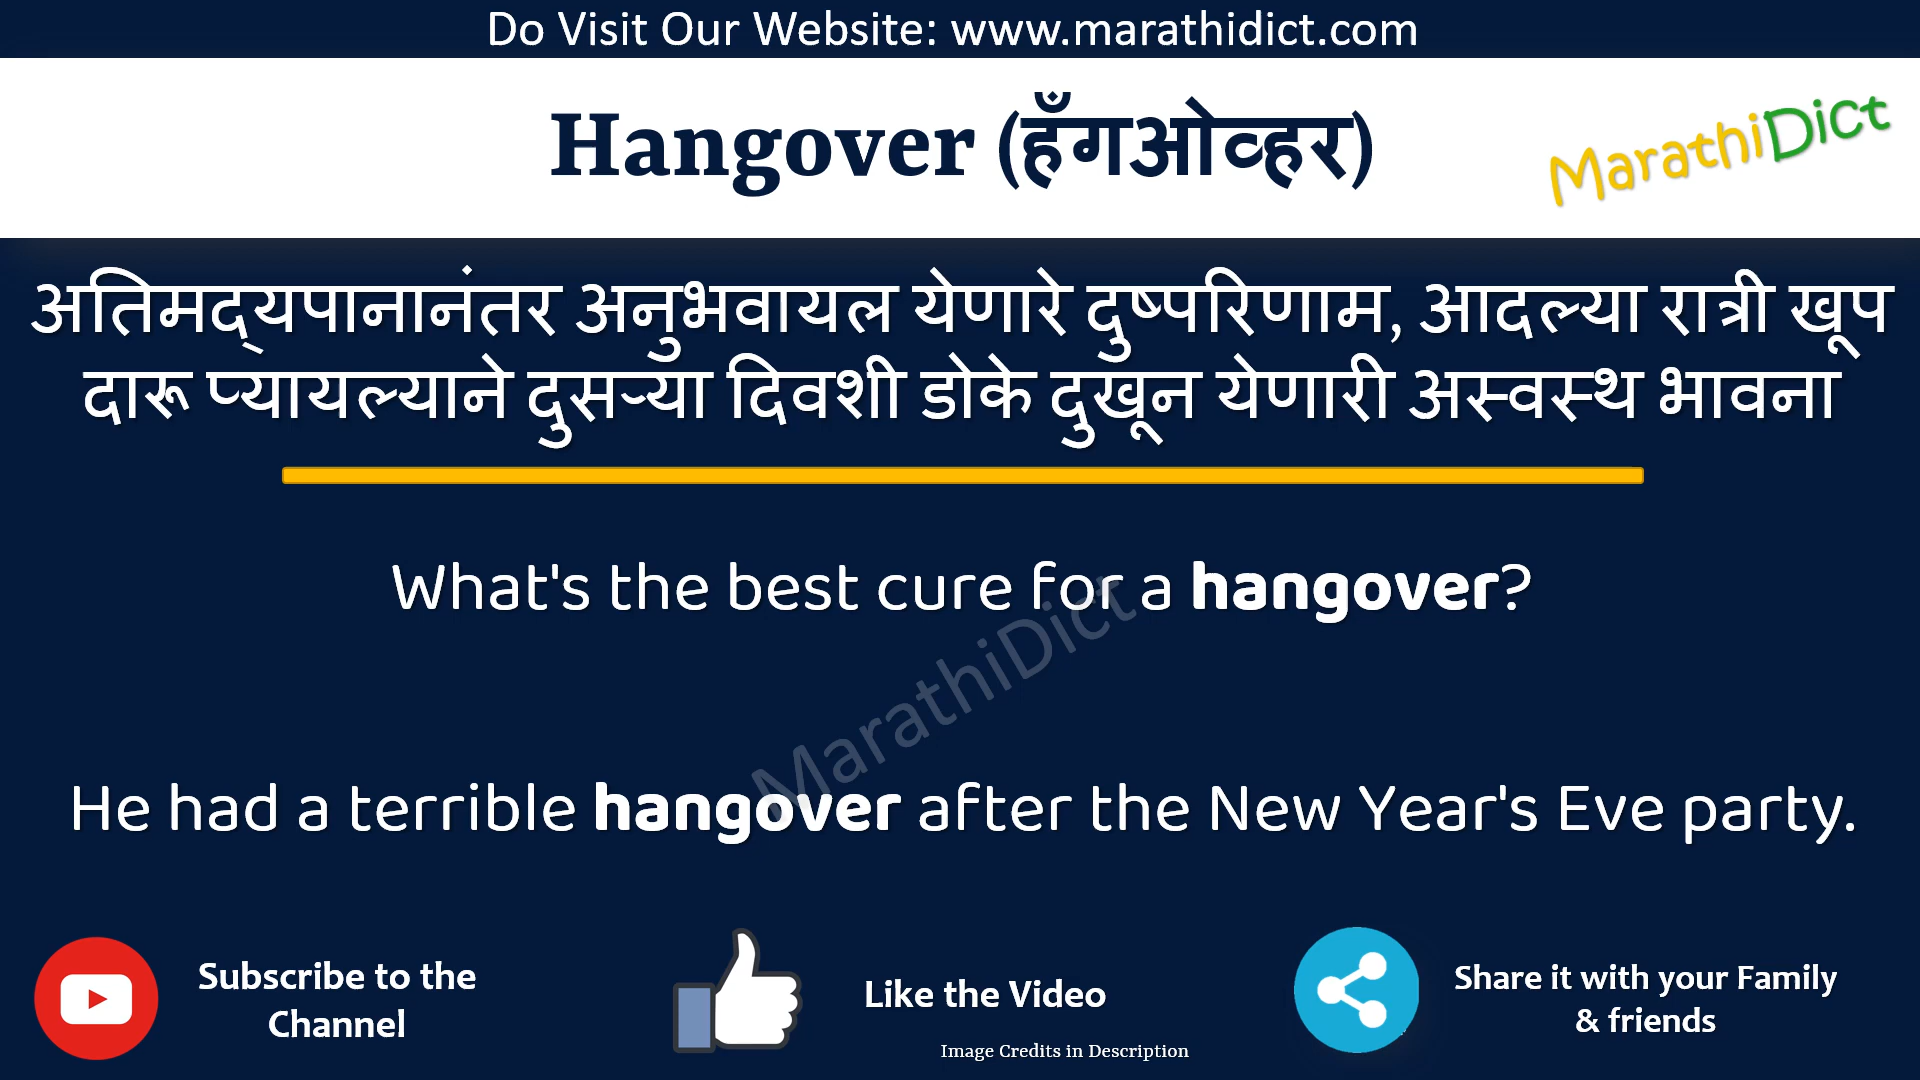 Do Visit Our Website: www.marathidict.com
Hangover (हँगओव्हर)
MarathiDict
अतिमद्‌यपानानंतर अनुभवायल येणारे दुष्परिणाम, आदल्या रात्री खूप
दारू प्यायल्याने दुसऱ्या दिवशी डोके दुखून येणारी अस्वस्थ भावना
What's the best cure for a hangover?
MarathiDict
He had a terrible hangover after the New Year's Eve party.
Subscribe to the
Channel
Like the Video
Share it with your Family
& friends
Image Credits in Description